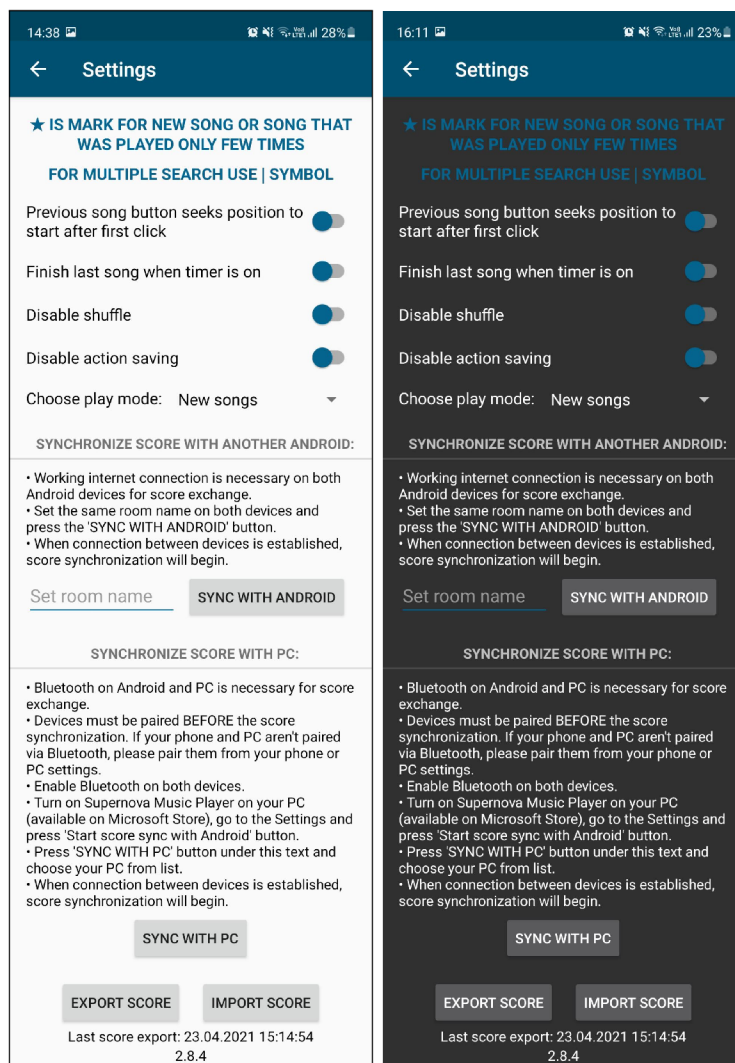 14:38
28%
Settings
★ IS MARK FOR NEW SONG OR SONG THAT
WAS PLAYED ONLY FEW TIMES
FOR MULTIPLE SEARCH USE | SYMBOL
Previous song button seeks position to
start after first click
Finish last song when timer is on
Disable shuffle
Disable action saving
Choose play mode: New songs
SYNCHRONIZE SCORE WITH ANOTHER ANDROID:
• Working internet connection is necessary on both
Android devices for score exchange.
• Set the same room name on both devices and
press the 'SYNC WITH ANDROID' button.
• When connection between devices is established,
score synchronization will begin.
Set room name
SYNC WITH ANDROID
SYNCHRONIZE SCORE WITH PC:
• Bluetooth on Android and PC is necessary for score
exchange.
• Devices must be paired BEFORE the score
synchronization. If your phone and PC aren't paired
via Bluetooth, please pair them from your phone or
PC settings.
• Enable Bluetooth on both devices.
• Turn on Supernova Music Player on your PC
(available on Microsoft Store), go to the Settings and
press 'Start score sync with Android' button.
• Press 'SYNC WITH PC' button under this text and
choose your PC from list.
• When connection between devices is established,
score synchronization will begin.
SYNC WITH PC
EXPORT SCORE
IMPORT SCORE
Last score export: 23.04.2021 15:14:54
2.8.4
16:11
23%
Settings
★ IS MARK FOR NEW SONG OR SONG THAT
WAS PLAYED ONLY FEW TIMES
FOR MULTIPLE SEARCH USE | SYMBOL
Previous song button seeks position to
start after first click
Finish last song when timer is on
Disable shuffle
Disable action saving
Choose play mode: New songs
SYNCHRONIZE SCORE WITH ANOTHER ANDROID:
• Working internet connection is necessary on both
Android devices for score exchange.
• Set the same room name on both devices and
press the 'SYNC WITH ANDROID' button.
• When connection between devices is established,
score synchronization will begin.
Set room name
SYNC WITH ANDROID
SYNCHRONIZE SCORE WITH PC:
• Bluetooth on Android and PC is necessary for score
exchange.
• Devices must be paired BEFORE the score
synchronization. If your phone and PC aren't paired
via Bluetooth, please pair them from your phone or
PC settings.
• Enable Bluetooth on both devices.
• Turn on Supernova Music Player on your PC
(available on Microsoft Store), go to the Settings and
press 'Start score sync with Android' button.
• Press 'SYNC WITH PC' button under this text and
choose your PC from list.
• When connection between devices is established,
score synchronization will begin.
SYNC WITH PC
EXPORT SCORE
IMPORT SCORE
Last score export: 23.04.2021 15:14:54
2.8.4